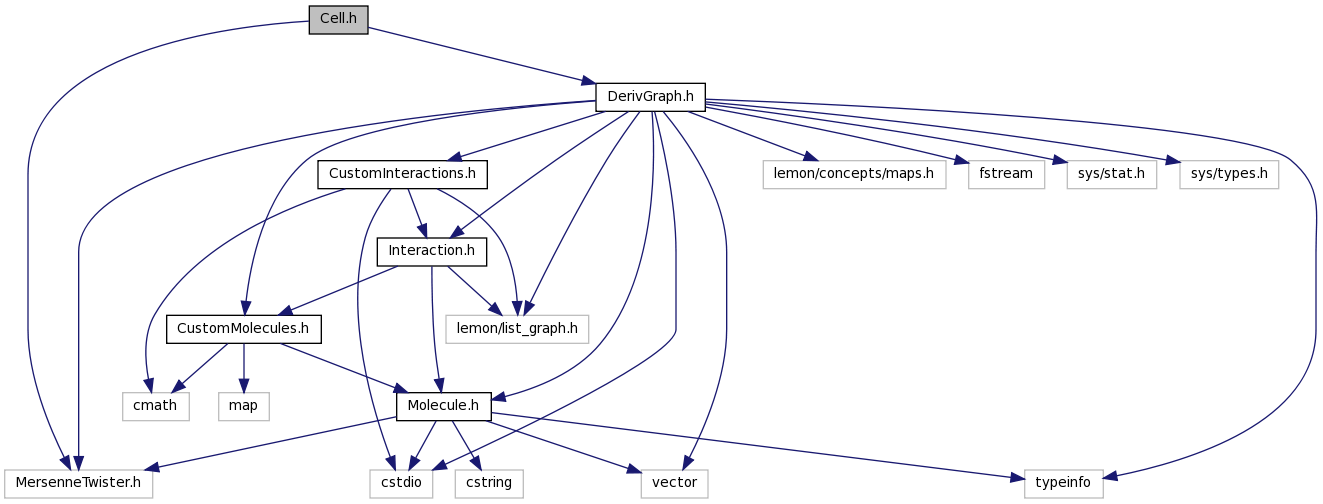 Cell.h
DerivGraph.h
CustomInteractions.h
lemon/concepts/maps.h
fstream
sys/stat.h
sys/types.h
Interaction.h
CustomMolecules.h
lemon/list_graph.h
cmath
map
Molecule.h
MersenneTwister.h
cstdio
cstring
vector
typeinfo